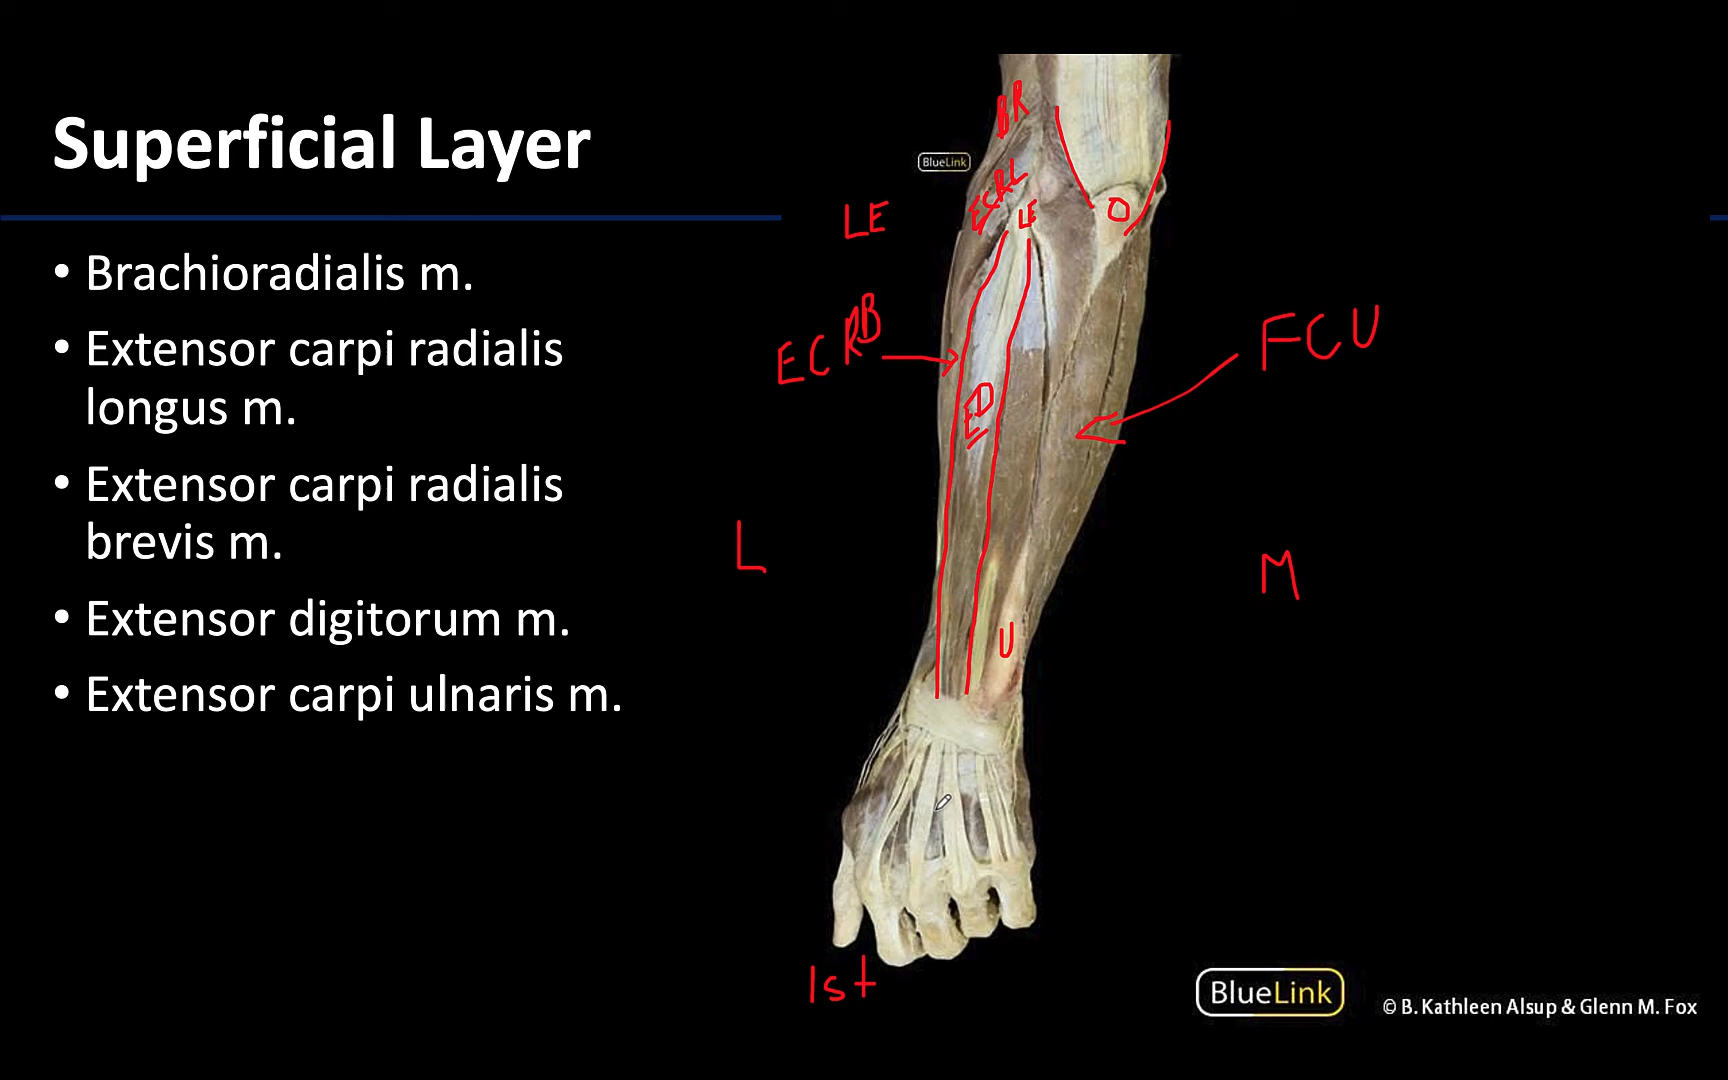 Superficial Layer
• Brachioradialis m.
• Extensor carpi radialis
longus m.
• Extensor carpi radialis
brevis m.
• Extensor digitorum m.
• Extensor carpi ulnaris m.
BR
BlueLink
ECRL
LE
LE
O
ECRB
FCU
ED
L
M
U
1st
BlueLink
© B. Kathleen Alsup & Glenn M. Fox